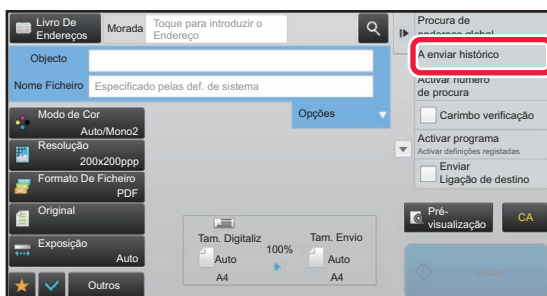 Livro De
Endereços
Morada
Toque para introduzir o
Endereço
Objecto
Nome Ficheiro
Especificado pelas def. de sistema
Modo de Cor
Auto/Mono2
Resolução
200x200ppp
Formato De Ficheiro
PDF
Original
Exposição
Auto
Outros
Opções
Tam. Digitaliz
Auto
A4
100%
Tam. Envio
Auto
A4
Procura de
endereço global
A enviar histórico
Activar número
de procura
Carimbo verificação
Activar programa
Activar definições registadas
Enviar
Ligação de destino
Pré-
visualização
CA
Iniciar